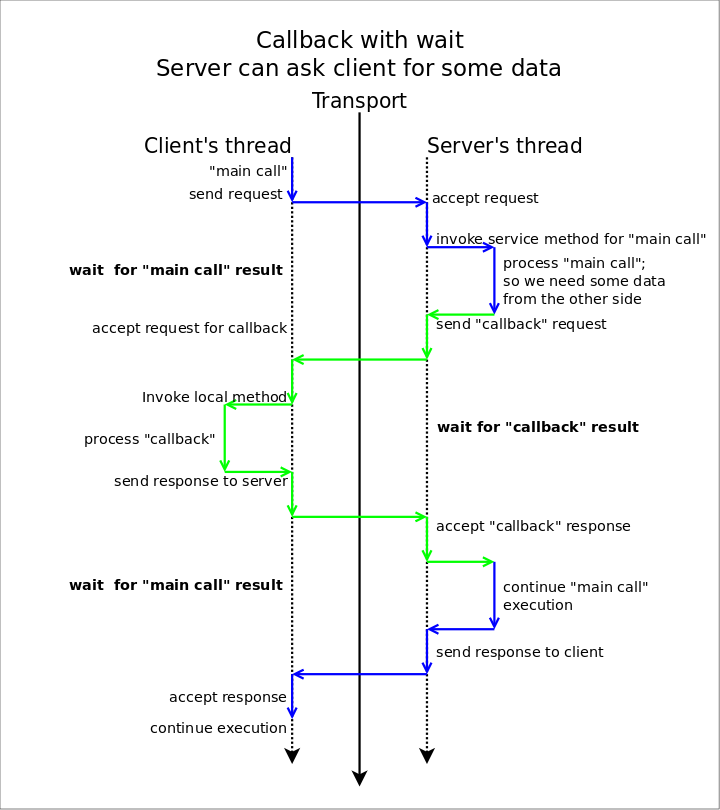 Callback with wait
Server can ask client for some data
Transport
Client's thread
Server's thread
"main call"
send request
accept request
invoke service method for "main call"
wait  for "main call" result
process "main call";
so we need some data
from the other side
accept request for callback
send "callback" request
Invoke local method
wait for "callback" result
process "callback"
send response to server
accept "callback" response
wait  for "main call" result
continue "main call"
execution
send response to client
accept response
continue execution